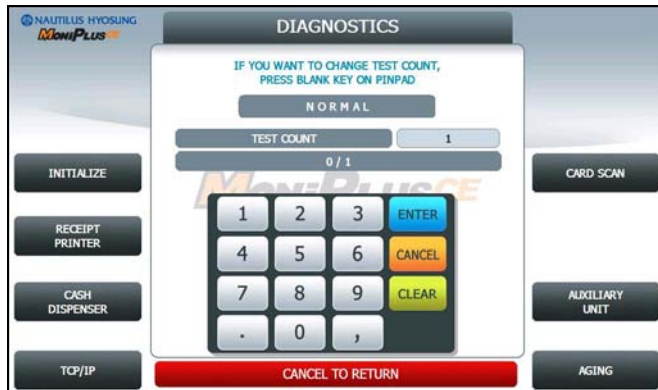 NAUTILUS HYOSUNG
MONIPLUSCE
DIAGNOSTICS
IF YOU WANT TO CHANGE TEST COUNT,
PRESS BLANK KEY ON PINPAD
NORMAL
TEST COUNT 1
0 / 1
MONIPLUSCE
INITIALIZE
RECEIPT
PRINTER
CASH
DISPENSER
TCP/IP
1 2 3 ENTER
4 5 6 CANCEL
7 8 9 CLEAR
. 0 ,
CARD SCAN
AUXILIARY
UNIT
AGING
CANCEL TO RETURN